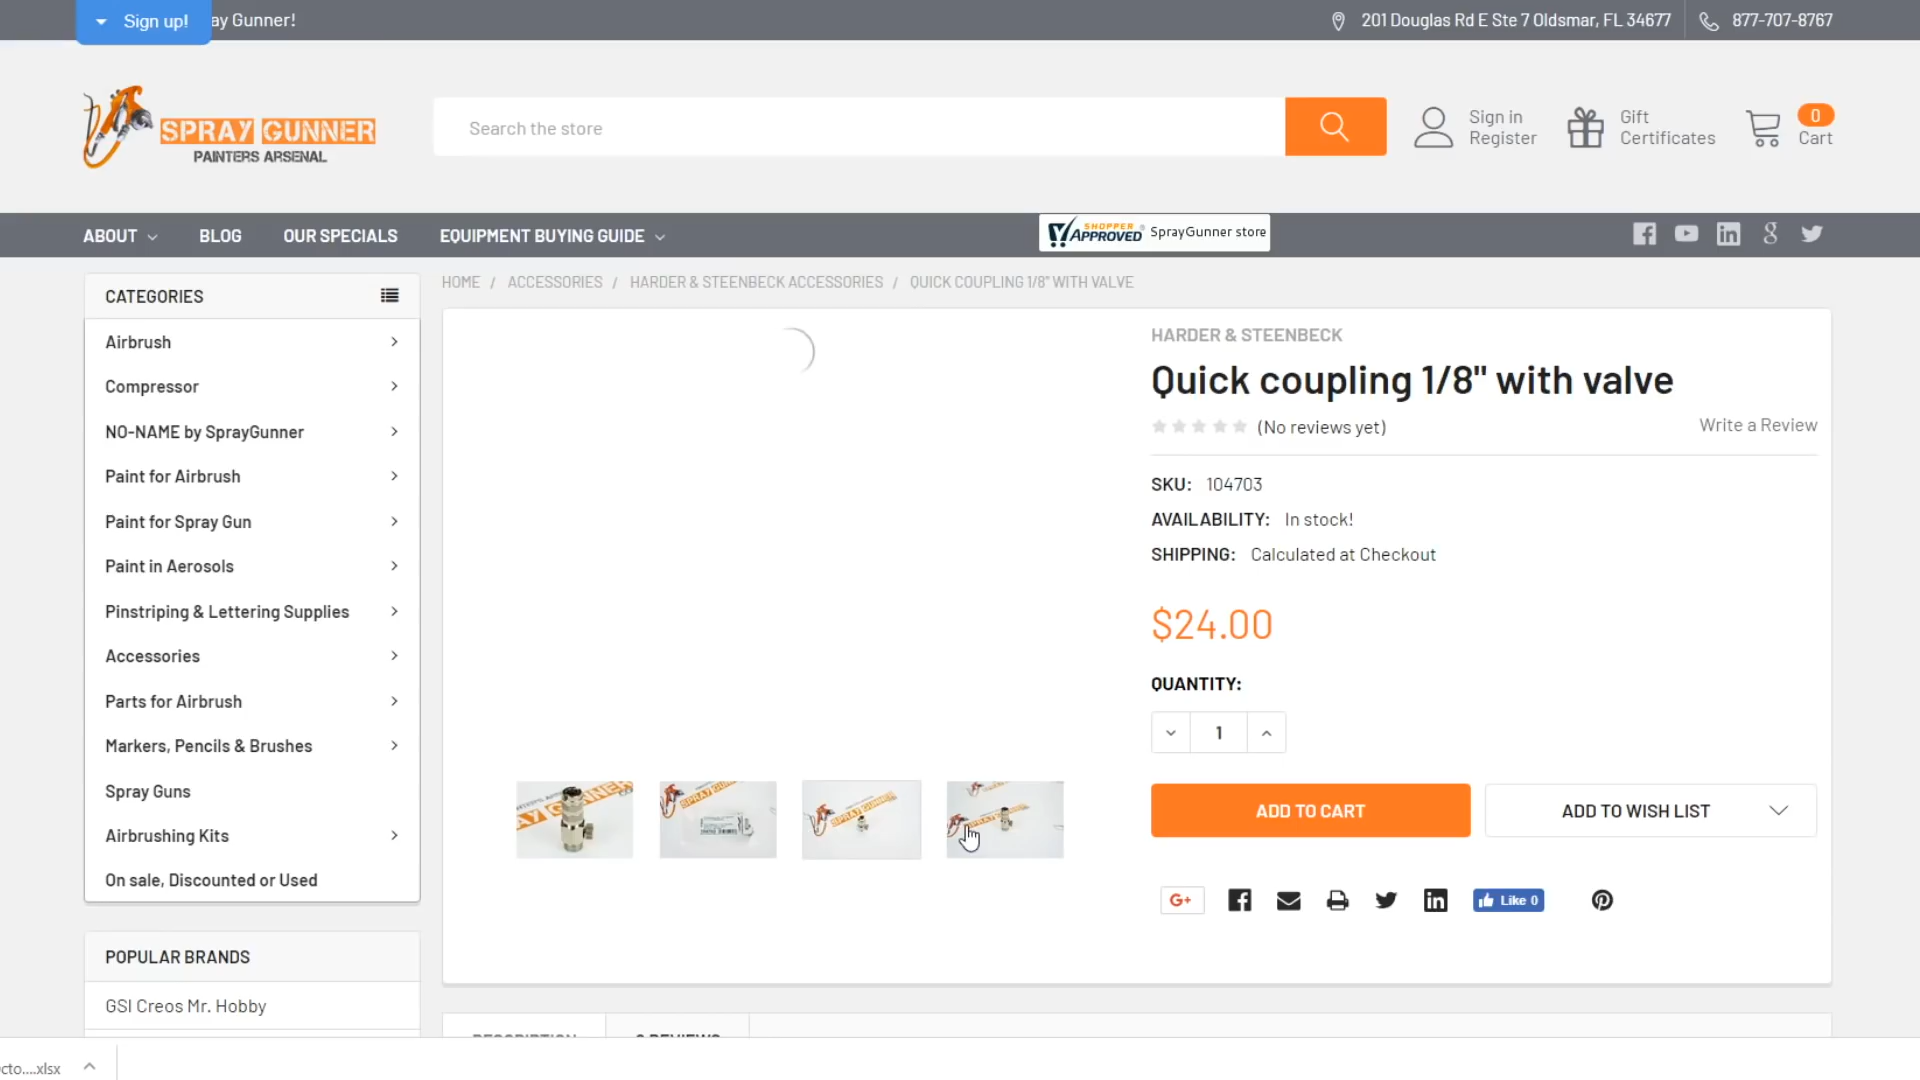 Sign up!
ay Gunner!
201 Douglas Rd E Ste 7 Oldsmar, FL 34677
877-707-8767
SPRAY GUNNER
PAINTERS ARSENAL
Search the store
Sign in
Register
Gift
Certificates
0
Cart
ABOUT
BLOG
OUR SPECIALS
EQUIPMENT BUYING GUIDE
SHOPPER
APPROVED
SprayGunner store
CATEGORIES
Airbrush
Compressor
NO-NAME by SprayGunner
Paint for Airbrush
Paint for Spray Gun
Paint in Aerosols
Pinstriping & Lettering Supplies
Accessories
Parts for Airbrush
Markers, Pencils & Brushes
Spray Guns
Airbrushing Kits
On sale, Discounted or Used
POPULAR BRANDS
GSI Creos Mr. Hobby
HOME / ACCESSORIES / HARDER & STEENBECK ACCESSORIES / QUICK COUPLING 1/8" WITH VALVE
HARDER & STEENBECK
Quick coupling 1/8" with valve
(No reviews yet)
Write a Review
SKU: 104703
AVAILABILITY: In stock!
SHIPPING: Calculated at Checkout
$24.00
QUANTITY:
1
ADD TO CART
ADD TO WISH LIST
G+
Like 0
DESCRIPTION
0 REVIEWS
cto....xlsx